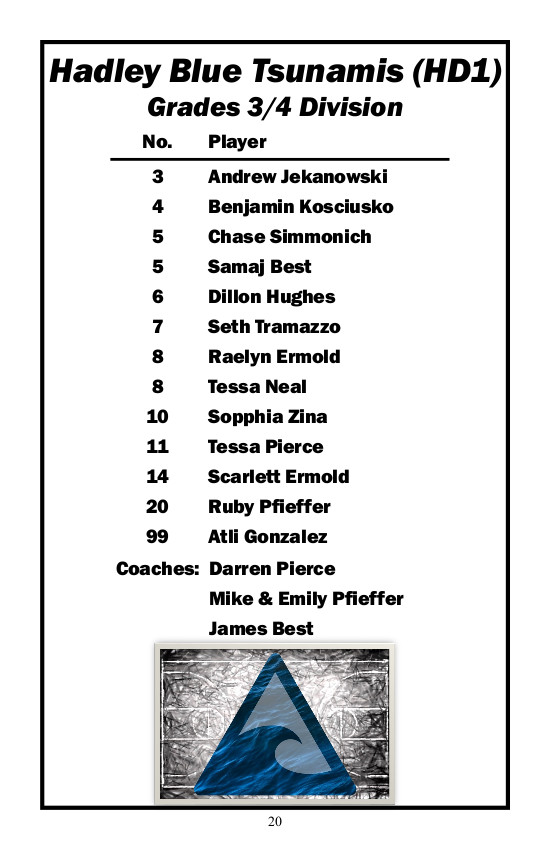 Hadley Blue Tsunamis (HD1)
Grades 3/4 Division
No. Player
3 Andrew Jekanowski
4 Benjamin Kosciusko
5 Chase Simmonich
5 Samaj Best
6 Dillon Hughes
7 Seth Tramazzo
8 Raelyn Ermold
8 Tessa Neal
10 Sopphia Zina
11 Tessa Pierce
14 Scarlett Ermold
20 Ruby Pfieffer
99 Atli Gonzalez
Coaches: Darren Pierce
Mike & Emily Pfieffer
James Best
20